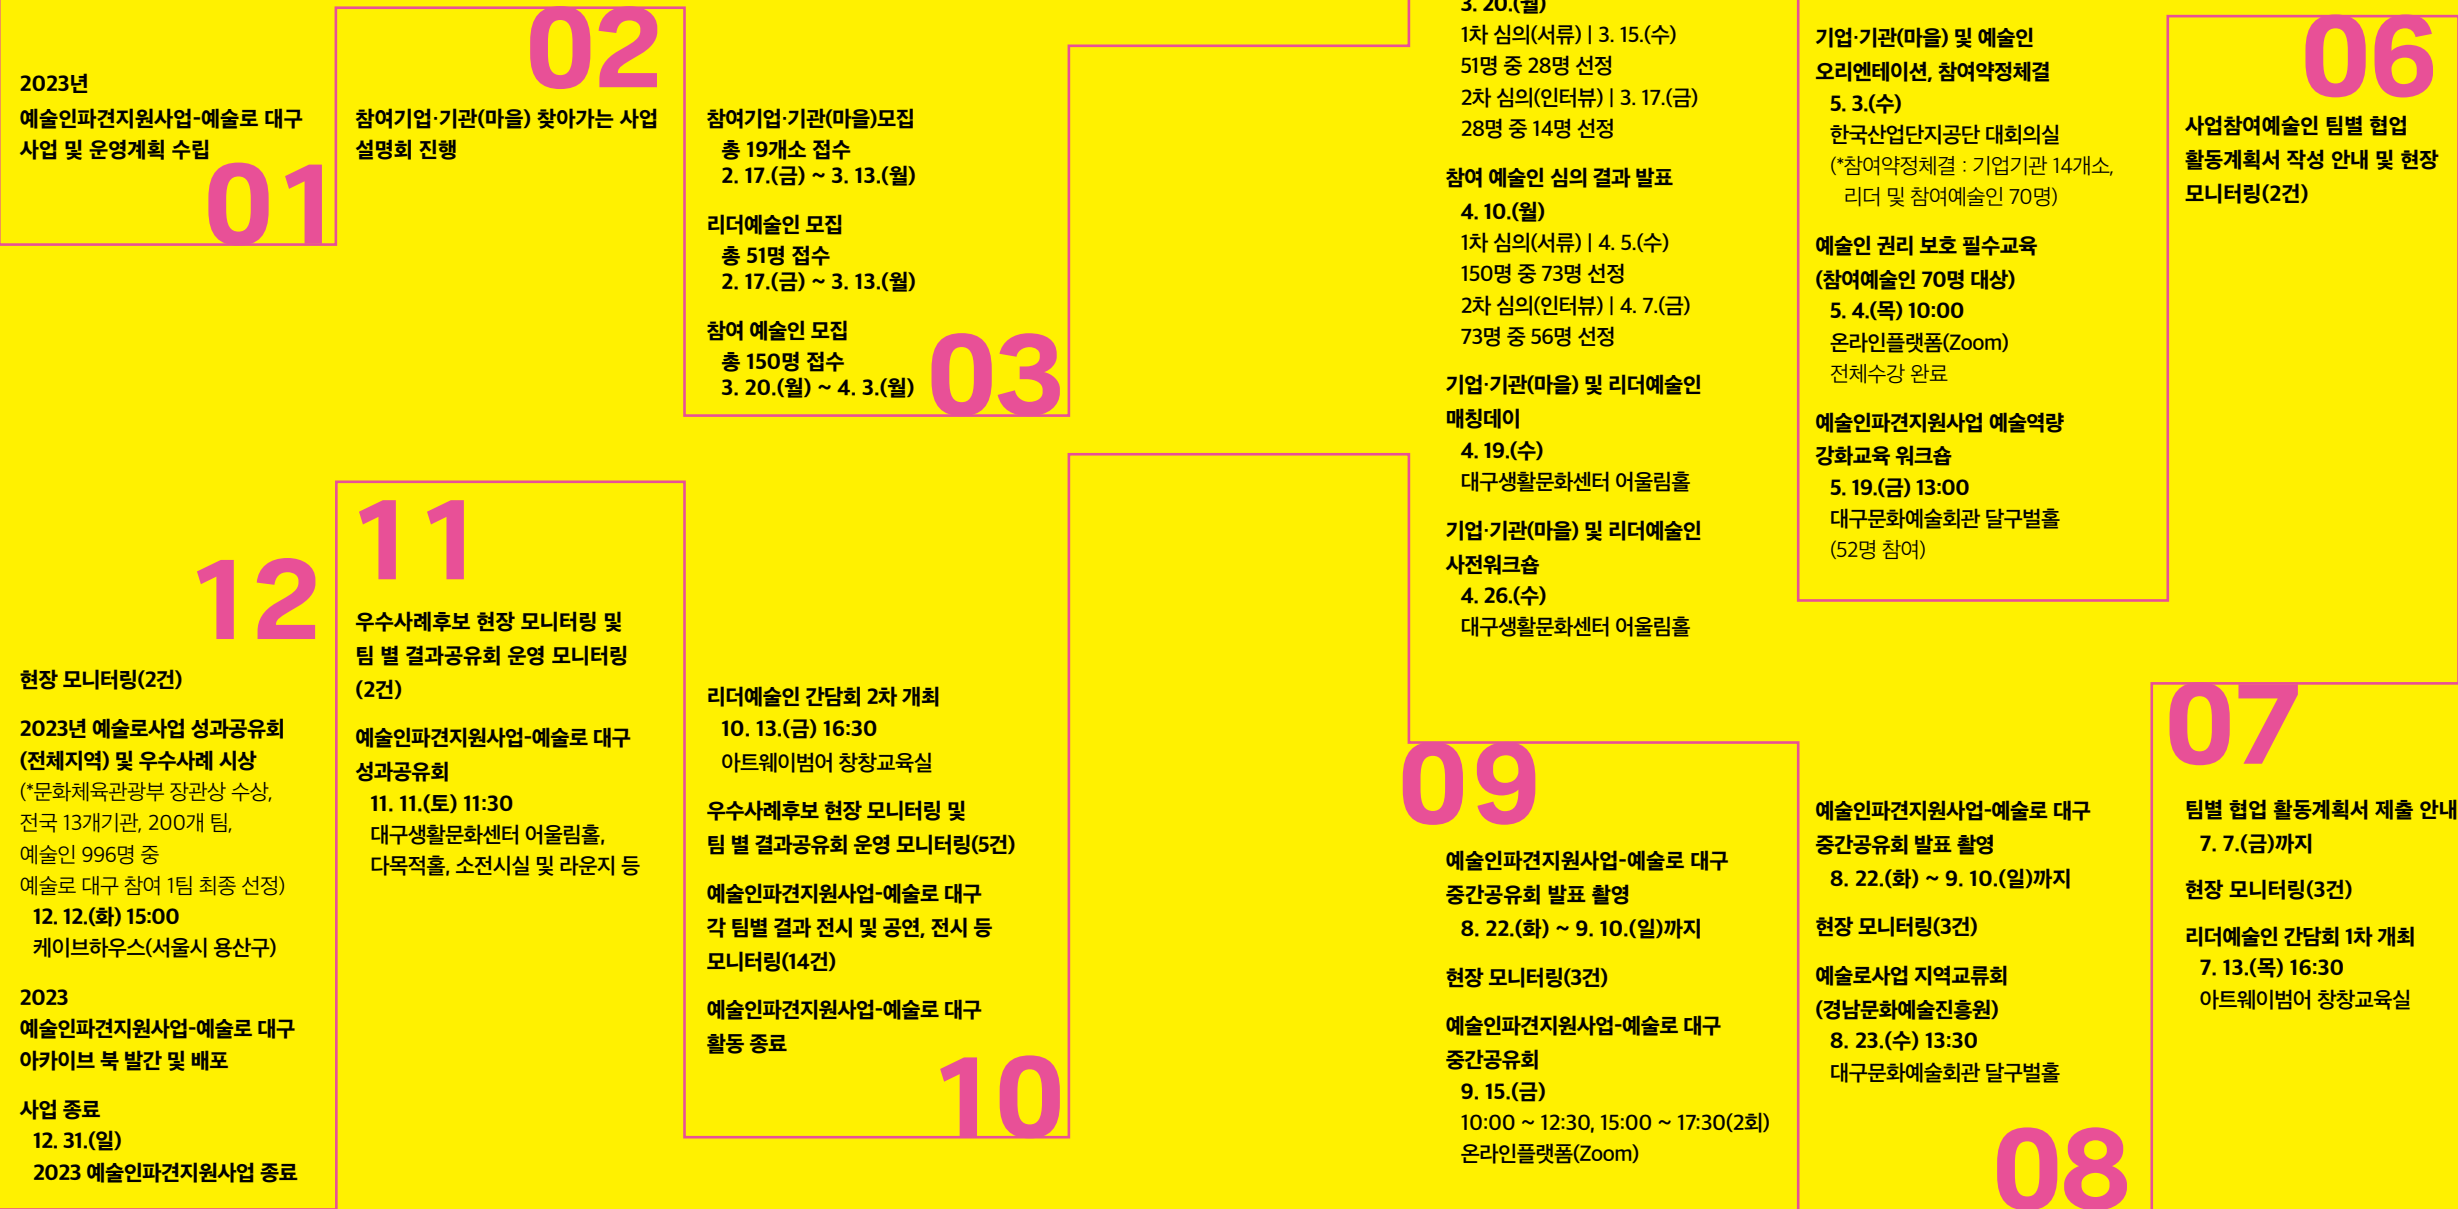 01
2023년
예술인파견지원사업-예술로 대구
사업 및 운영계획 수립
02
참여기업·기관(마을) 찾아가는 사업
설명회 진행
03
참여기업·기관(마을)모집
총 19개소 접수
2. 17.(금) ~ 3. 13.(월)
리더예술인 모집
총 51명 접수
2. 17.(금) ~ 3. 13.(월)
참여 예술인 모집
총 150명 접수
3. 20.(월) ~ 4. 3.(월)
3. 20.(월)
1차 심의(서류) | 3. 15.(수)
51명 중 28명 선정
2차 심의(인터뷰) | 3. 17.(금)
28명 중 14명 선정
참여 예술인 심의 결과 발표
4. 10.(월)
1차 심의(서류) | 4. 5.(수)
150명 중 73명 선정
2차 심의(인터뷰) | 4. 7.(금)
73명 중 56명 선정
기업·기관(마을) 및 리더예술인
매칭데이
4. 19.(수)
대구생활문화센터 어울림홀
기업·기관(마을) 및 리더예술인
사전워크숍
4. 26.(수)
대구생활문화센터 어울림홀
기업·기관(마을) 및 예술인
오리엔테이션, 참여약정체결
5. 3.(수)
한국산업단지공단 대회의실
(*참여약정체결 : 기업기관 14개소,
리더 및 참여예술인 70명)
예술인 권리 보호 필수교육
(참여예술인 70명 대상)
5. 4.(목) 10:00
온라인플랫폼(Zoom)
전체수강 완료
예술인파견지원사업 예술역량
강화교육 워크숍
5. 19.(금) 13:00
대구문화예술회관 달구벌홀
(52명 참여)
06
사업참여예술인 팀별 협업
활동계획서 작성 안내 및 현장
모니터링(2건)
07
팀별 협업 활동계획서 제출 안내
7. 7.(금)까지
현장 모니터링(3건)
리더예술인 간담회 1차 개최
7. 13.(목) 16:30
아트웨이범어 창창교육실
08
예술인파견지원사업-예술로 대구
중간공유회 발표 촬영
8. 22.(화) ~ 9. 10.(일)까지
현장 모니터링(3건)
예술로사업 지역교류회
(경남문화예술진흥원)
8. 23.(수) 13:30
대구문화예술회관 달구벌홀
09
예술인파견지원사업-예술로 대구
중간공유회 발표 촬영
8. 22.(화) ~ 9. 10.(일)까지
현장 모니터링(3건)
예술인파견지원사업-예술로 대구
중간공유회
9. 15.(금)
10:00 ~ 12:30, 15:00 ~ 17:30(2회)
온라인플랫폼(Zoom)
10
리더예술인 간담회 2차 개최
10. 13.(금) 16:30
아트웨이범어 창창교육실
우수사례후보 현장 모니터링 및
팀 별 결과공유회 운영 모니터링(5건)
예술인파견지원사업-예술로 대구
각 팀별 결과 전시 및 공연, 전시 등
모니터링(14건)
예술인파견지원사업-예술로 대구
활동 종료
11
우수사례후보 현장 모니터링 및
팀 별 결과공유회 운영 모니터링
(2건)
예술인파견지원사업-예술로 대구
성과공유회
11. 11.(토) 11:30
대구생활문화센터 어울림홀,
다목적홀, 소전시실 및 라운지 등
12
현장 모니터링(2건)
2023년 예술로사업 성과공유회
(전체지역) 및 우수사례 시상
(*문화체육관광부 장관상 수상,
전국 13개기관, 200개 팀,
예술인 996명 중
예술로 대구 참여 1팀 최종 선정)
12. 12.(화) 15:00
케이브하우스(서울시 용산구)
2023
예술인파견지원사업-예술로 대구
아카이브 북 발간 및 배포
사업 종료
12. 31.(일)
2023 예술인파견지원사업 종료